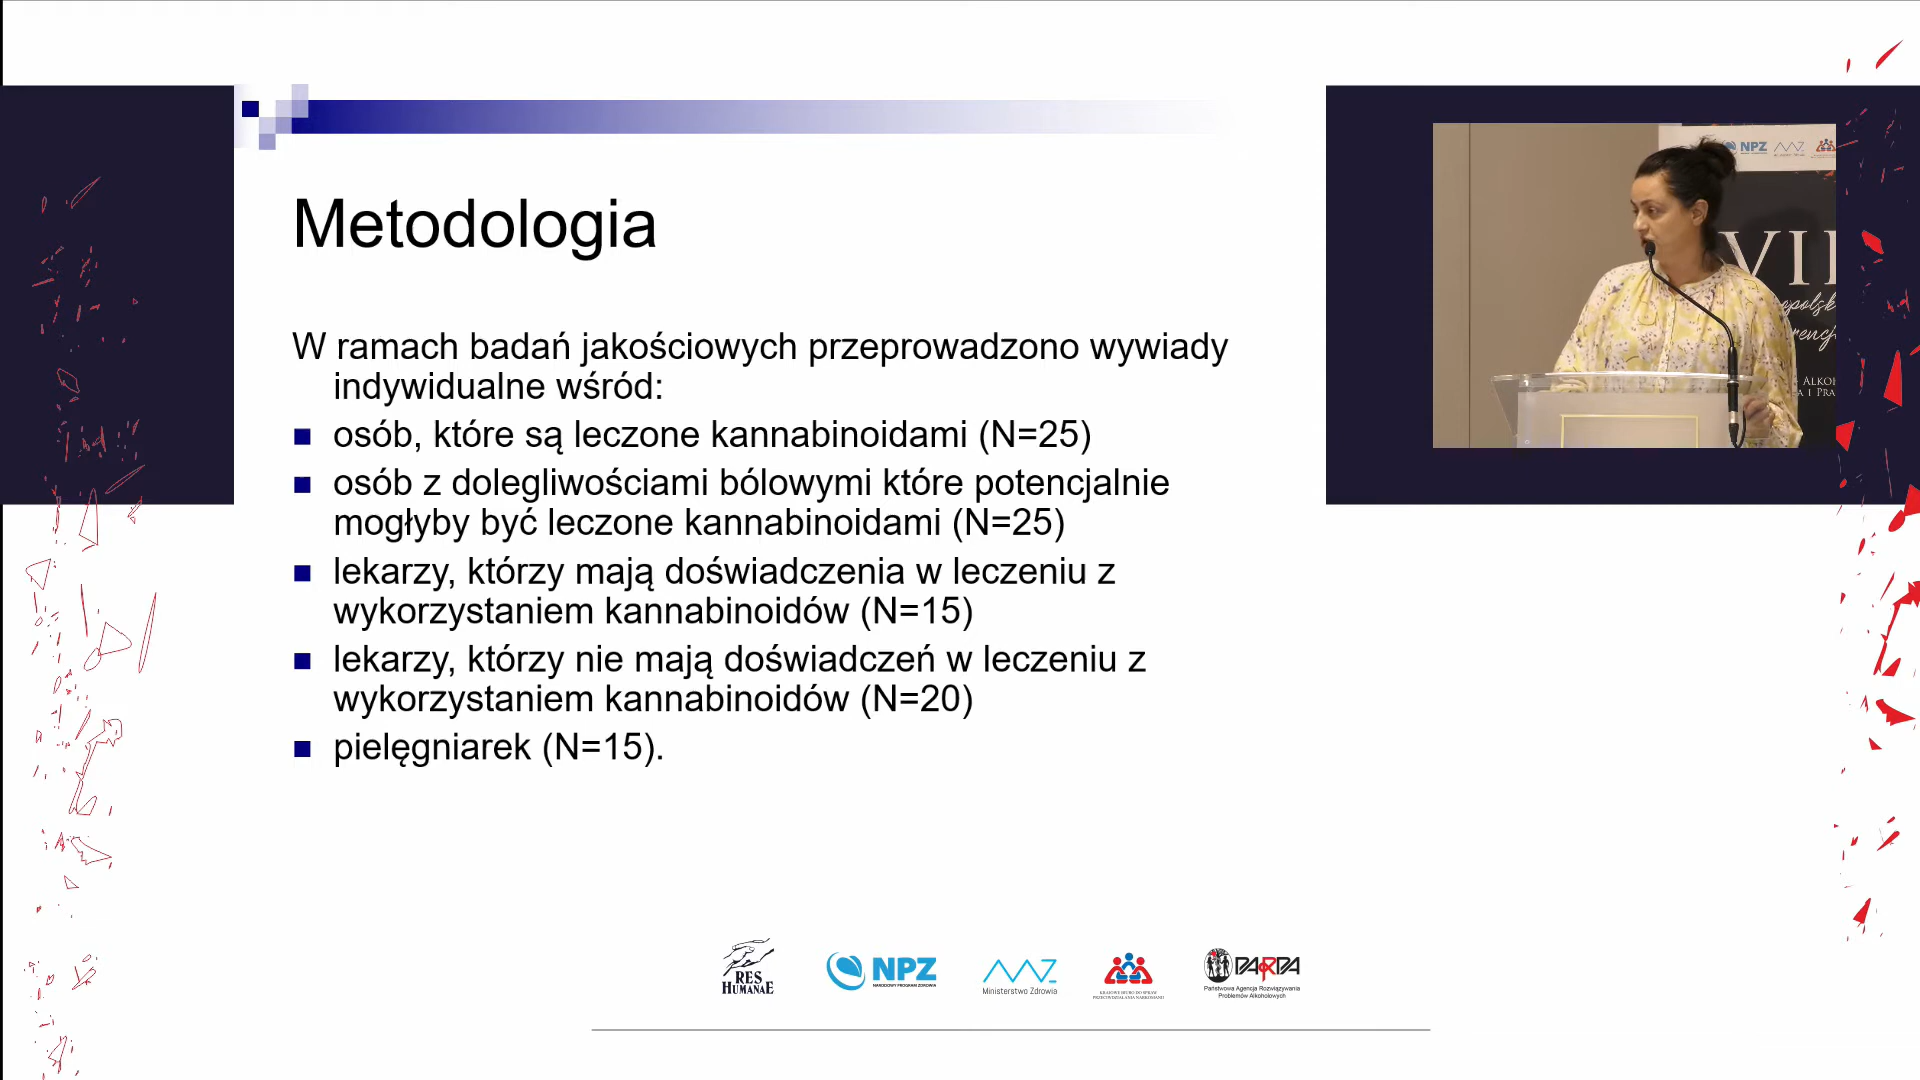 Metodologia
W ramach badań jakościowych przeprowadzono wywiady
indywidualne wśród:
osób, które są leczone kannabinoidami (N=25)
osób z dolegliwościami bólowymi które potencjalnie
mogłyby być leczone kannabinoidami (N=25)
lekarzy, którzy mają doświadczenia w leczeniu z
wykorzystaniem kannabinoidów (N=15)
lekarzy, którzy nie mają doświadczeń w leczeniu z
wykorzystaniem kannabinoidów (N=20)
pielęgniarek (N=15).
NPZ
VII
RES
HUMANAE
NPZ
NARODOWY PROGRAM ZDROWIA
Ministerstwo Zdrowia
KRAJOWE BIURO DO SPRAW
PRZECIWDZIAŁANIA NARKOMANII
PARPA
Państwowa Agencja Rozwiązywania
Problemów Alkoholowych